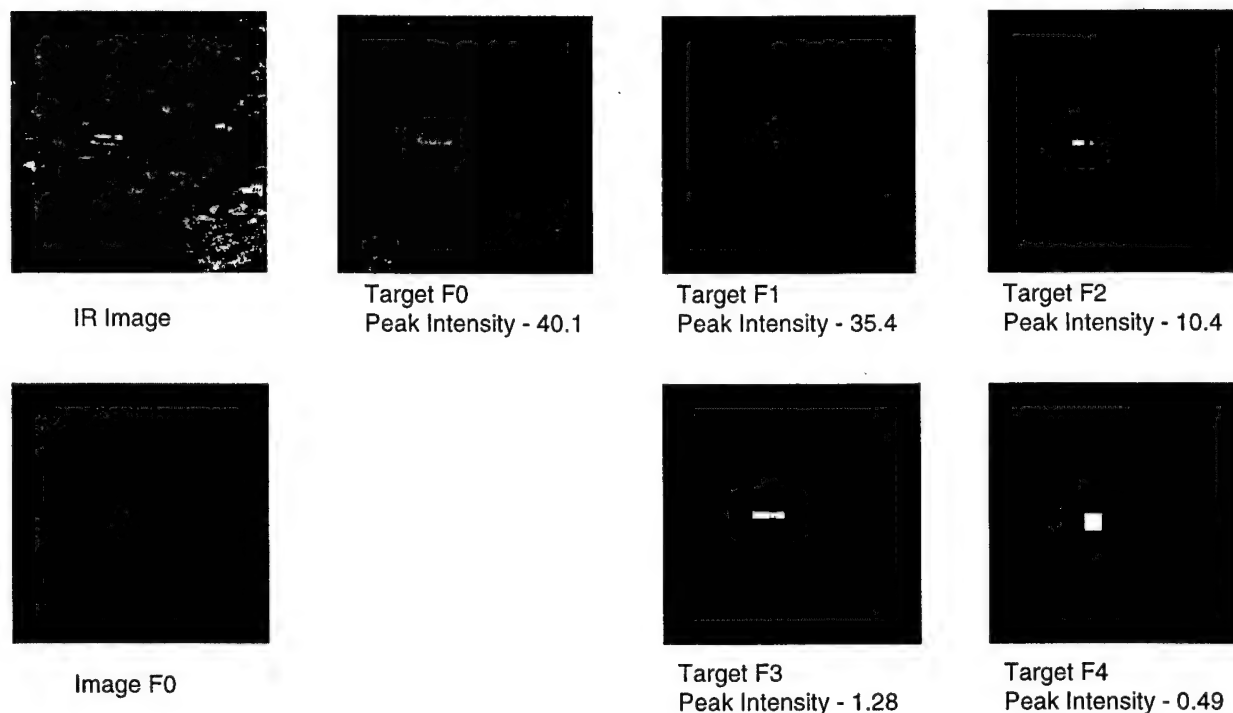 IR Image
Target F0
Peak Intensity - 40.1
Target F1
Peak Intensity - 35.4
Target F2
Peak Intensity - 10.4
Image F0
Target F3
Peak Intensity - 1.28
Target F4
Peak Intensity - 0.49